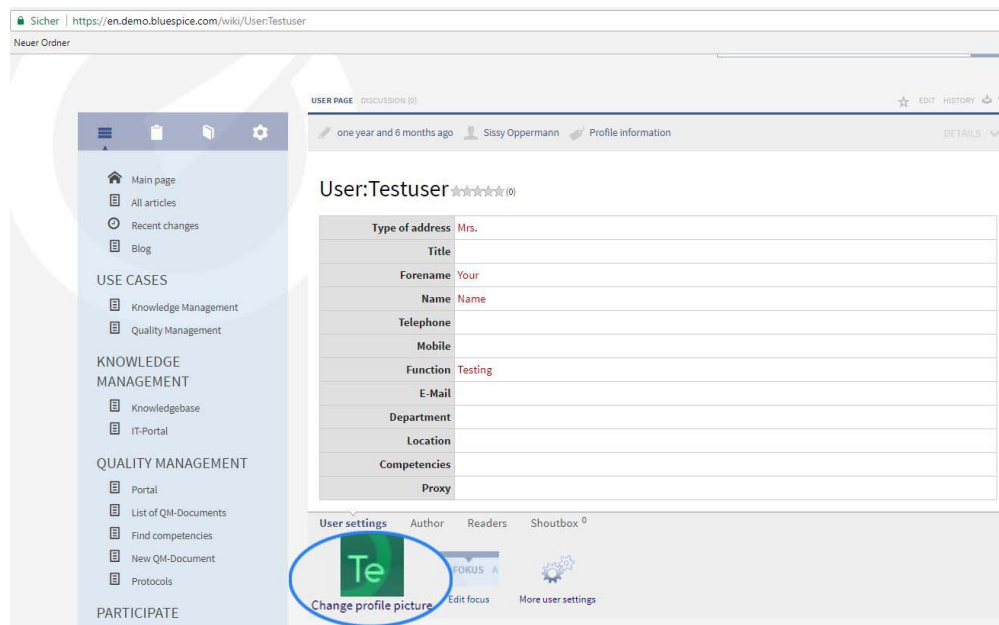 Sicher | https://en.demo.bluespice.com/wiki/User:Testuser
Neuer Ordner
USER PAGE DISCUSSION (0)
EDIT HISTORY
one year and 6 months ago Sissy Oppermann Profile information
DETAILS
Main page
All articles
Recent changes
Blog
USE CASES
Knowledge Management
Quality Management
KNOWLEDGE
MANAGEMENT
Knowledgebase
IT-Portal
QUALITY MANAGEMENT
Portal
List of QM-Documents
Find competencies
New QM-Document
Protocols
PARTICIPATE
User:Testuser (0)
Type of address Mrs.
Title
Forename Your
Name Name
Telephone
Mobile
Function Testing
E-Mail
Department
Location
Competencies
Proxy
User settings Author Readers Shoutbox 0
Te
FOKUS A
Change profile picture
Edit focus
More user settings